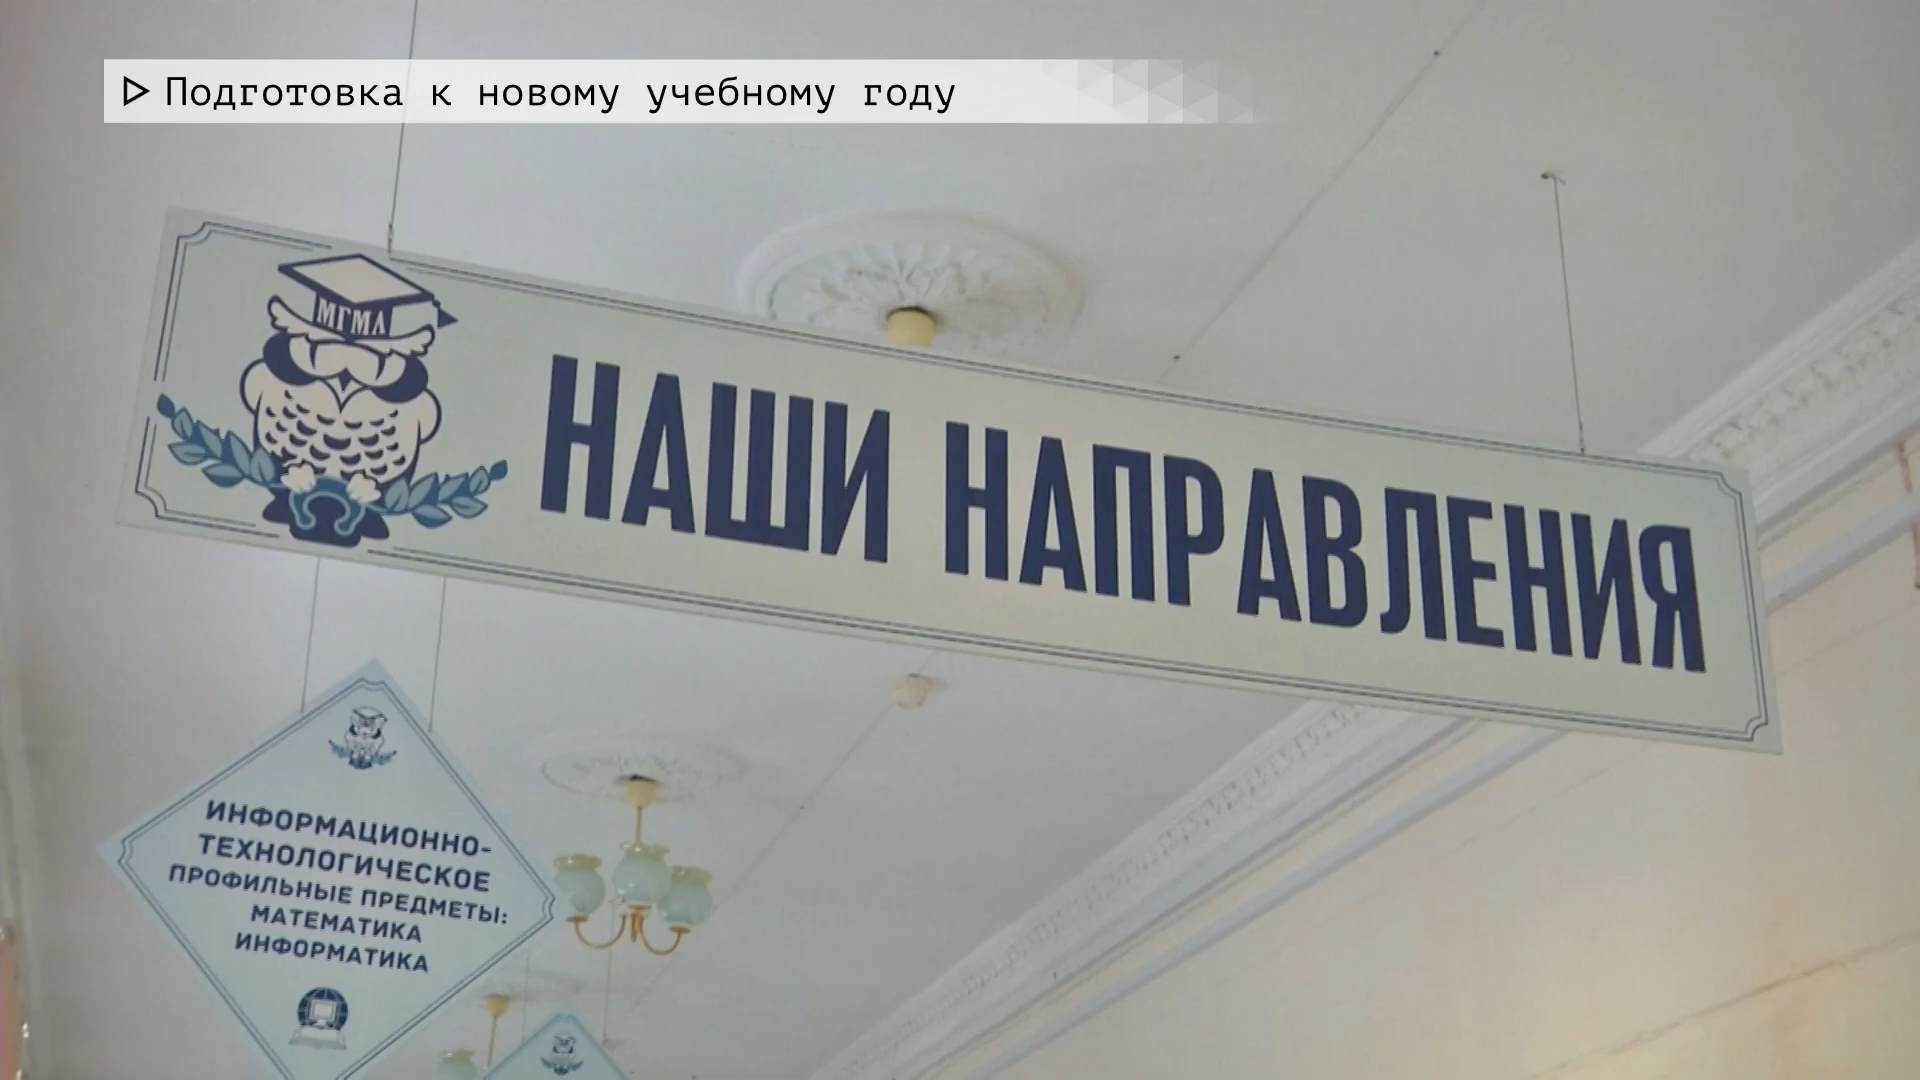 Подготовка к новому учебному году
МГМЛ
НАШИ НАПРАВЛЕНИЯ
ИНФОРМАЦИОННО-
ТЕХНОЛОГИЧЕСКОЕ
ПРОФИЛЬНЫЕ ПРЕДМЕТЫ:
МАТЕМАТИКА
ИНФОРМАТИКА